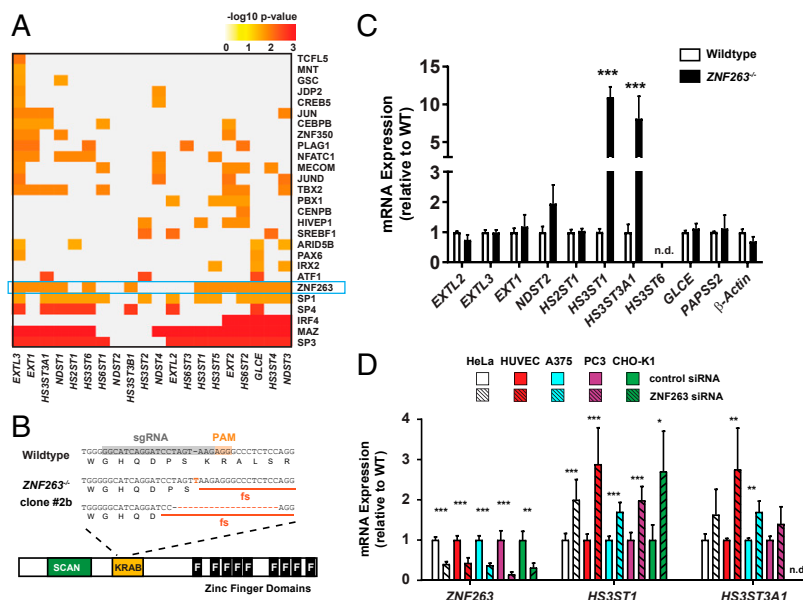 A
-log10 p-value
0 1 2 3
TCFL5
MNT
GSC
JDP2
CREB5
JUN
CEBPB
ZNF350
PLAG1
NFATC1
MECOM
JUND
TBX2
PBX1
CENPB
HIVEP1
SREBF1
ARID5B
PAX6
IRX2
ATF1
ZNF263
SP1
SP4
IRF4
MAZ
SP3
EXTL3
EXT1
HS3ST3A1
NDST1
HS2ST1
HS3ST6
HS6ST1
NDST2
HS3ST3B1
HS3ST2
NDST4
EXTL2
HS6ST3
HS3ST1
HS3ST5
EXT2
HS6ST2
GLCE
HS3ST4
NDST3
B
sgRNA PAM
Wildtype TGGGGGCATCAGGATCCTAGT-AAGAGGGCCCTCTCCAGG
W G H Q D P S K R A L S R
ZNF263-/- TGGGGGCATCAGGATCCTAGTTAAGAGGGCCCTCTCCAGG
W G H Q D P S
clone #2b fs
TGGGGGCATCAGGATCC--------------------AGG
W G H Q D fs
SCAN KRAB F F F F F F F F F
Zinc Finger Domains
C
Wildtype
ZNF263-/-
mRNA Expression
(relative to WT)
15
10
5
3
2
1
0
***
***
n.d.
EXTL2
EXTL3
EXT1
NDST2
HS2ST1
HS3ST1
HS3ST3A1
HS3ST6
GLCE
PAPSS2
β-Actin
D
HeLa HUVEC A375 PC3 CHO-K1
control siRNA
ZNF263 siRNA
mRNA Expression
(relative to WT)
4
3
2
1
0
*** *** *** *** **
*** *** *** *** *
** **
n.d.
ZNF263 HS3ST1 HS3ST3A1